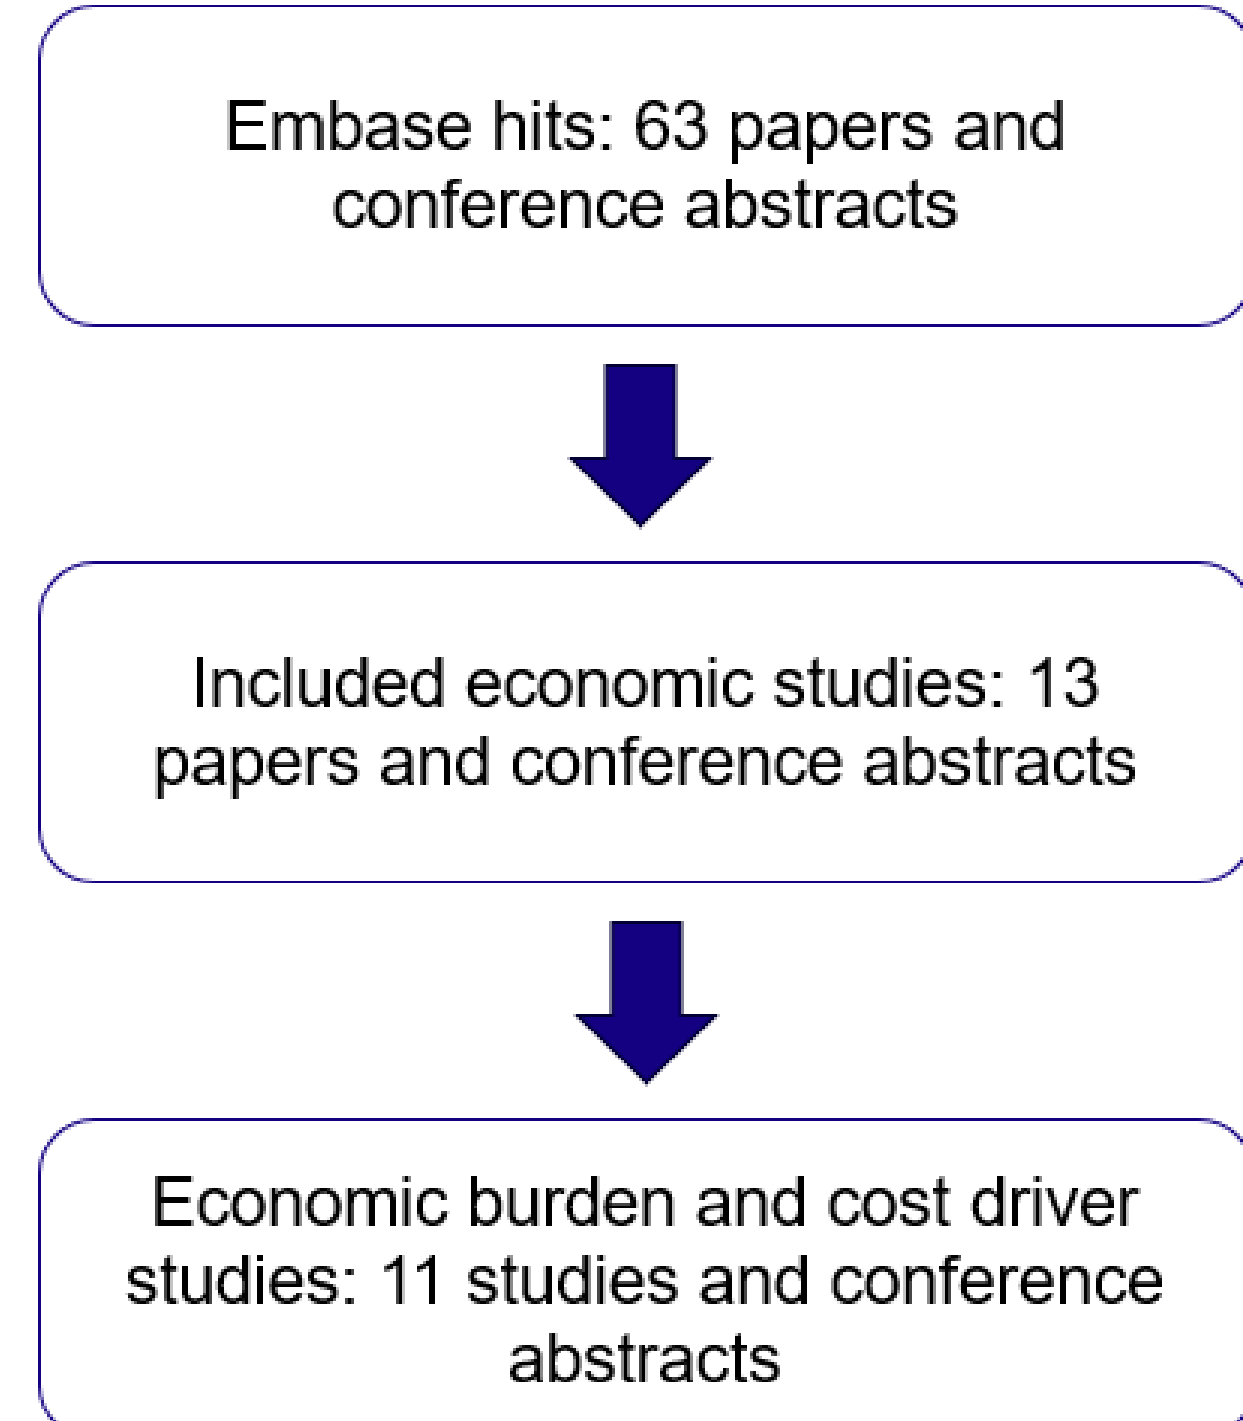 Embase hits: 63 papers and
conference abstracts
Included economic studies: 13
papers and conference abstracts
Economic burden and cost driver
studies: 11 studies and conference
abstracts